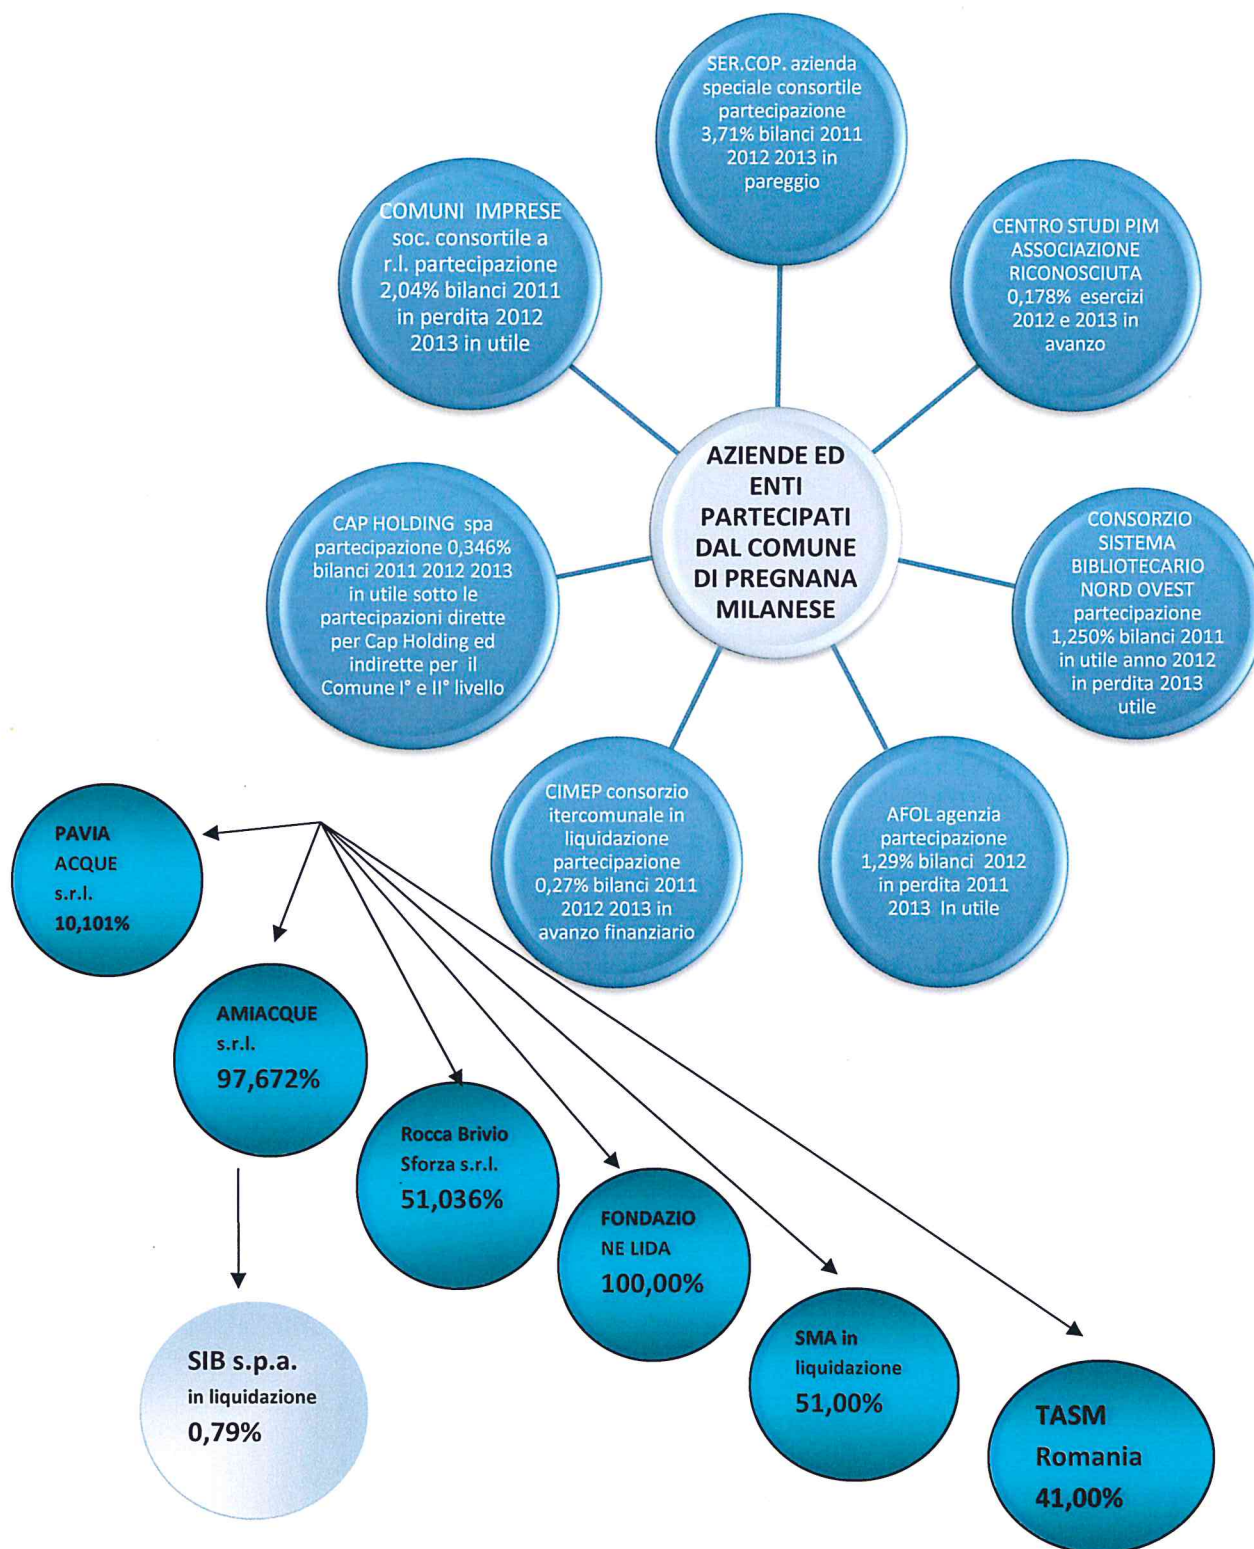 SER.COP. azienda
speciale consortile
partecipazione
3,71% bilanci 2011
2012 2013 in
pareggio
COMUNI IMPRESE
soc. consortile a
r.l. partecipazione
2,04% bilanci 2011
in perdita 2012
2013 in utile
CENTRO STUDI PIM
ASSOCIAZIONE
RICONOSCIUTA
0,178% esercizi
2012 e 2013 in
avanzo
AZIENDE ED
ENTI
PARTECIPATI
DAL COMUNE
DI PREGNANA
MILANESE
CAP HOLDING spa
partecipazione 0,346%
bilanci 2011 2012 2013
in utile sotto le
partecipazioni dirette
per Cap Holding ed
indirette per il
Comune I° e II° livello
CONSORZIO
SISTEMA
BIBLIOTECARIO
NORD OVEST
partecipazione
1,250% bilanci 2011
in utile anno 2012
in perdita 2013
utile
CIMEP consorzio
itercomunale in
liquidazione
partecipazione
0,27% bilanci 2011
2012 2013 in
avanzo finanziario
AFOL agenzia
partecipazione
1,29% bilanci 2012
in perdita 2011
2013 In utile
PAVIA
ACQUE
s.r.l.
10,101%
AMIACQUE
s.r.l.
97,672%
Rocca Brivio
Sforza s.r.l.
51,036%
FONDAZIO
NE LIDA
100,00%
SMA in
liquidazione
51,00%
TASM
Romania
41,00%
SIB s.p.a.
in liquidazione
0,79%